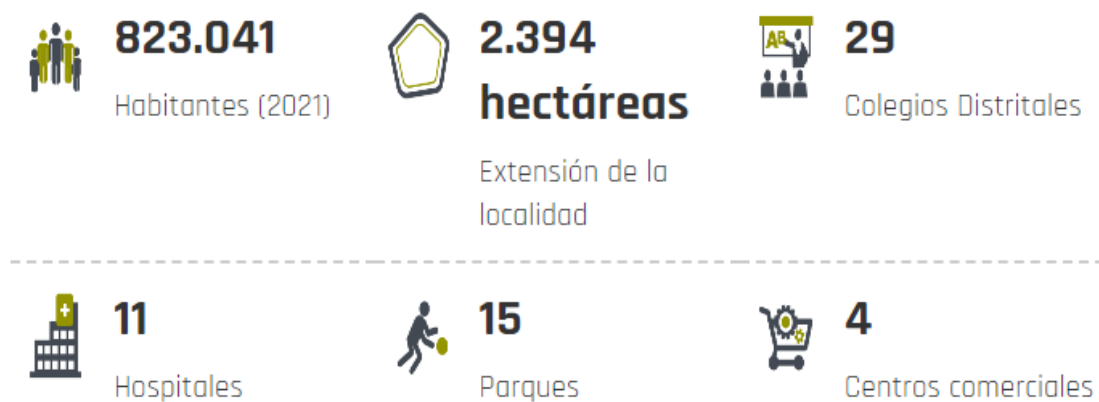 823.041
Habitantes (2021)
2.394
hectáreas
Extensión de la
localidad
AB
29
Colegios Distritales
11
Hospitales
15
Parques
4
Centros comerciales